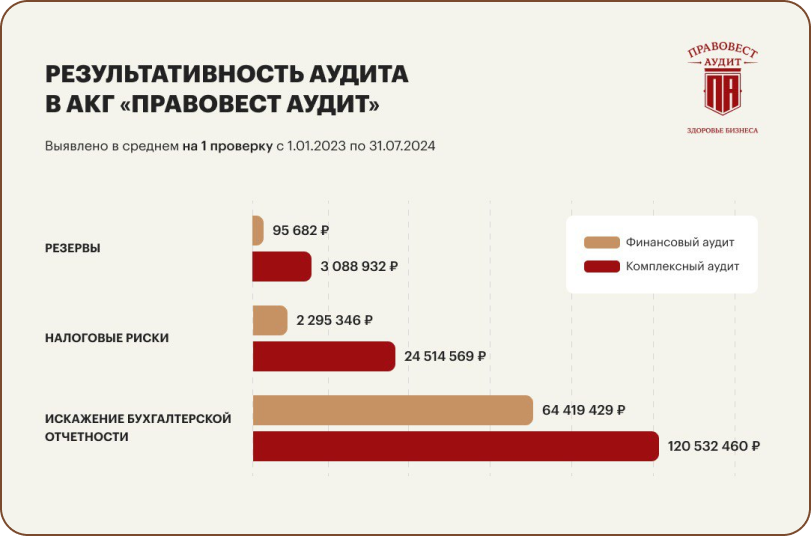 РЕЗУЛЬТАТИВНОСТЬ АУДИТА
В АКГ «ПРАВОВЕСТ АУДИТ»
Выявлено в среднем на 1 проверку с 1.01.2023 по 31.07.2024
ПРАВОВЕСТ
АУДИТ
ПА
ЗДОРОВЬЕ БИЗНЕСА
Финансовый аудит
Комплексный аудит
РЕЗЕРВЫ
95 682 ₽
3 088 932 ₽
НАЛОГОВЫЕ РИСКИ
2 295 346 ₽
24 514 569 ₽
ИСКАЖЕНИЕ БУХГАЛТЕРСКОЙ
ОТЧЕТНОСТИ
64 419 429 ₽
120 532 460 ₽